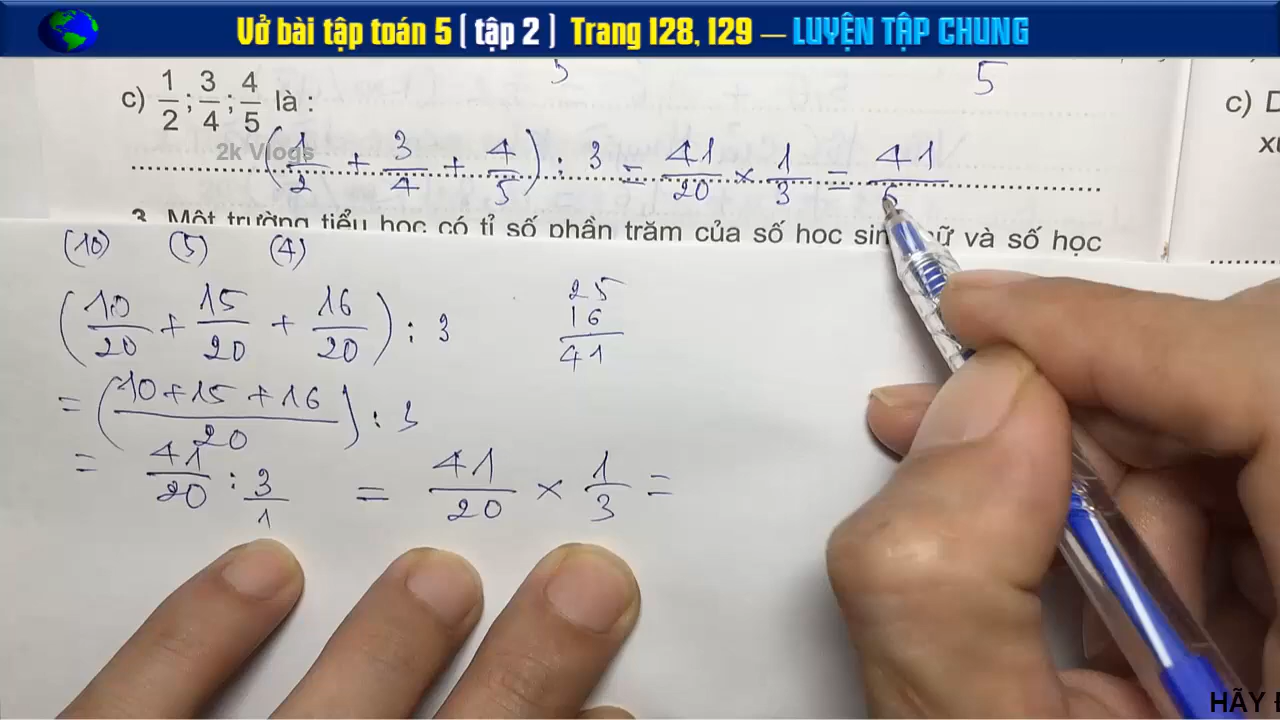 Vở bài tập toán 5 ( tập 2 ) Trang 128, 129 – LUYỆN TẬP CHUNG
5
c) 1/2 ; 3/4 ; 4/5 là :
c)
2k Vlogs
(1/2 + 3/4 + 4/5) : 3 = 41/20 × 1/3 = 41/6
3. Một trường tiểu học có tỉ số phần trăm của số học sinh nữ và số học
(10) (5) (4)
(10/20 + 15/20 + 16/20) : 3
25
16
41
= (10+15+16/20) : 3
= 41/20 : 3/1 = 41/20 × 1/3 =
HÃY